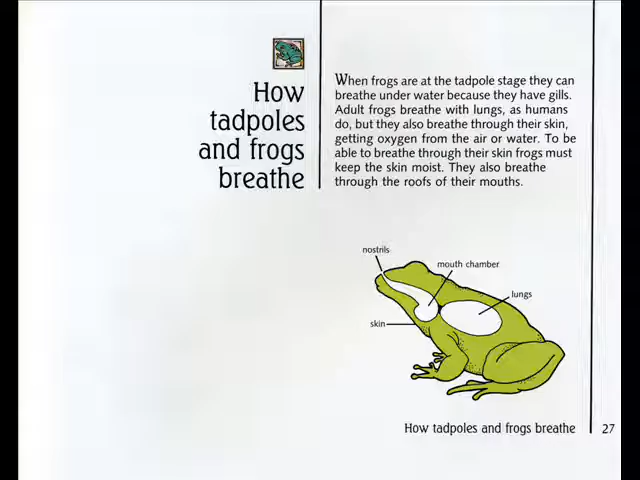 How
tadpoles
and frogs
breathe
When frogs are at the tadpole stage they can
breathe under water because they have gills.
Adult frogs breathe with lungs, as humans
do, but they also breathe through their skin,
getting oxygen from the air or water. To be
able to breathe through their skin frogs must
keep the skin moist. They also breathe
through the roofs of their mouths.
nostrils
mouth chamber
lungs
skin
How tadpoles and frogs breathe 27